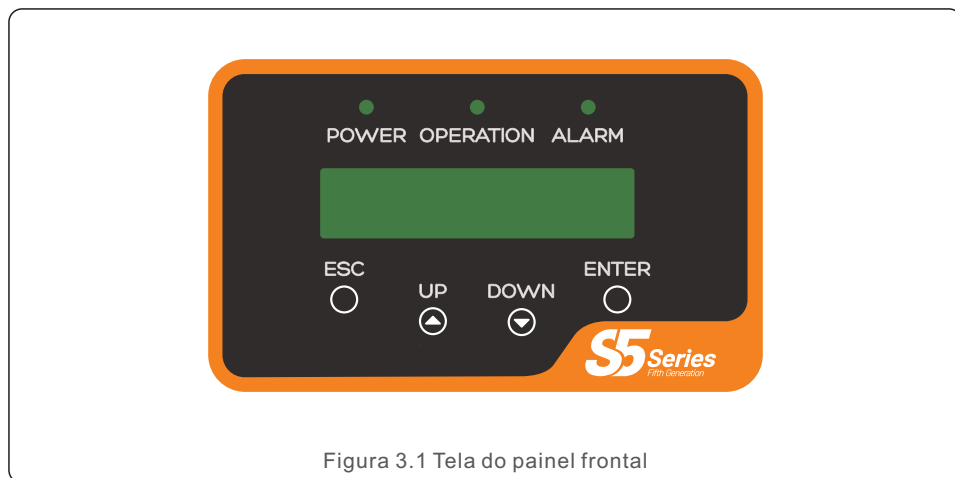 POWER OPERATION ALARM
ESC UP DOWN ENTER
S5 Series
Fifth Generation
Figura 3.1 Tela do painel frontal